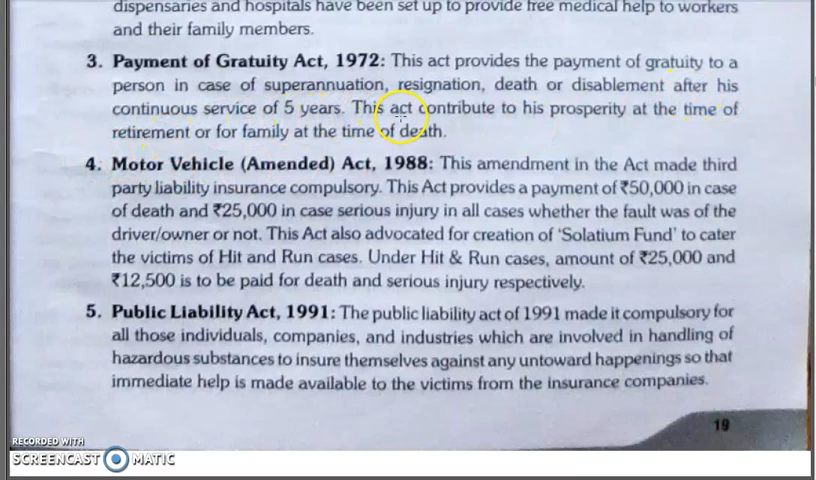 dispensaries and hospitals have been set up to provide free medical help to workers
and their family members.
3. Payment of Gratuity Act, 1972: This act provides the payment of gratuity to a
person in case of superannuation, resignation, death or disablement after his
continuous service of 5 years. This act contribute to his prosperity at the time of
retirement or for family at the time of death.
4. Motor Vehicle (Amended) Act, 1988: This amendment in the Act made third
party liability insurance compulsory. This Act provides a payment of ₹50,000 in case
of death and ₹25,000 in case serious injury in all cases whether the fault was of the
driver/owner or not. This Act also advocated for creation of 'Solatium Fund' to cater
the victims of Hit and Run cases. Under Hit & Run cases, amount of ₹25,000 and
₹12,500 is to be paid for death and serious injury respectively.
5. Public Liability Act, 1991: The public liability act of 1991 made it compulsory for
all those individuals, companies, and industries which are involved in handling of
hazardous substances to insure themselves against any untoward happenings so that
immediate help is made available to the victims from the insurance companies.
19
RECORDED WITH
SCREENCAST MATIC